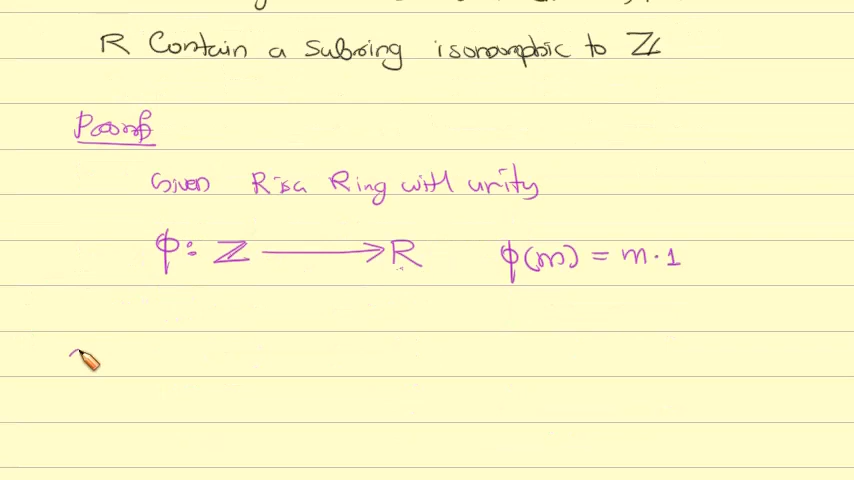 R Contain a subring isomorphic to ℤ
Proof
Given R is a Ring with unity
φ: ℤ ⟶ R φ(m) = m·1